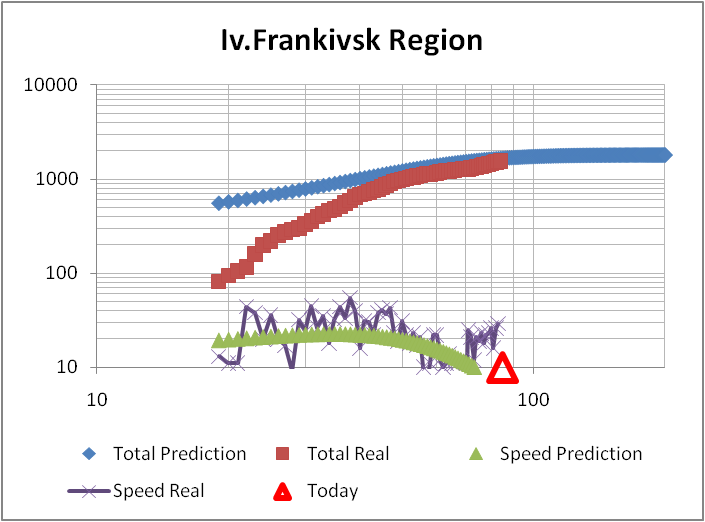 Iv.Frankivsk Region
10000
1000
100
10
10 100
Total Prediction Total Real Speed Prediction
Speed Real Today